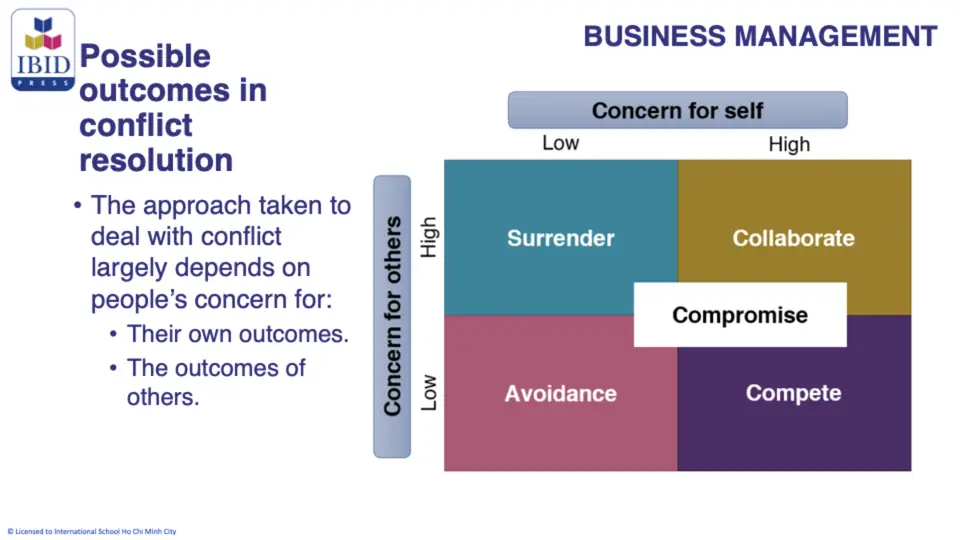 IBID
PRESS
Possible
outcomes in
conflict
resolution
• The approach taken to
deal with conflict
largely depends on
people’s concern for:
• Their own outcomes.
• The outcomes of
others.
BUSINESS MANAGEMENT
Concern for self
Low High
Concern for others
High
Low
Surrender Collaborate
Compromise
Avoidance Compete
© Licensed to International School Ho Chi Minh City